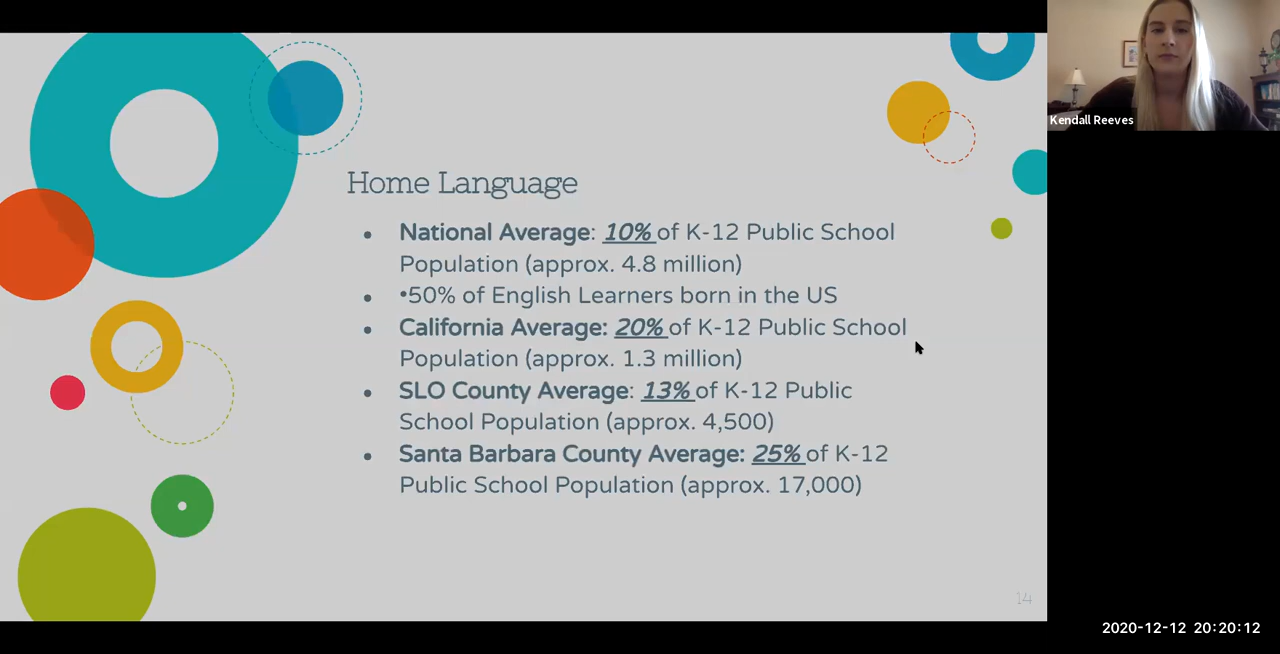 Home Language
• National Average: 10% of K-12 Public School
Population (approx. 4.8 million)
• •50% of English Learners born in the US
• California Average: 20% of K-12 Public School
Population (approx. 1.3 million)
• SLO County Average: 13% of K-12 Public
School Population (approx. 4,500)
• Santa Barbara County Average: 25% of K-12
Public School Population (approx. 17,000)
14
Kendall Reeves
2020-12-12 20:20:12